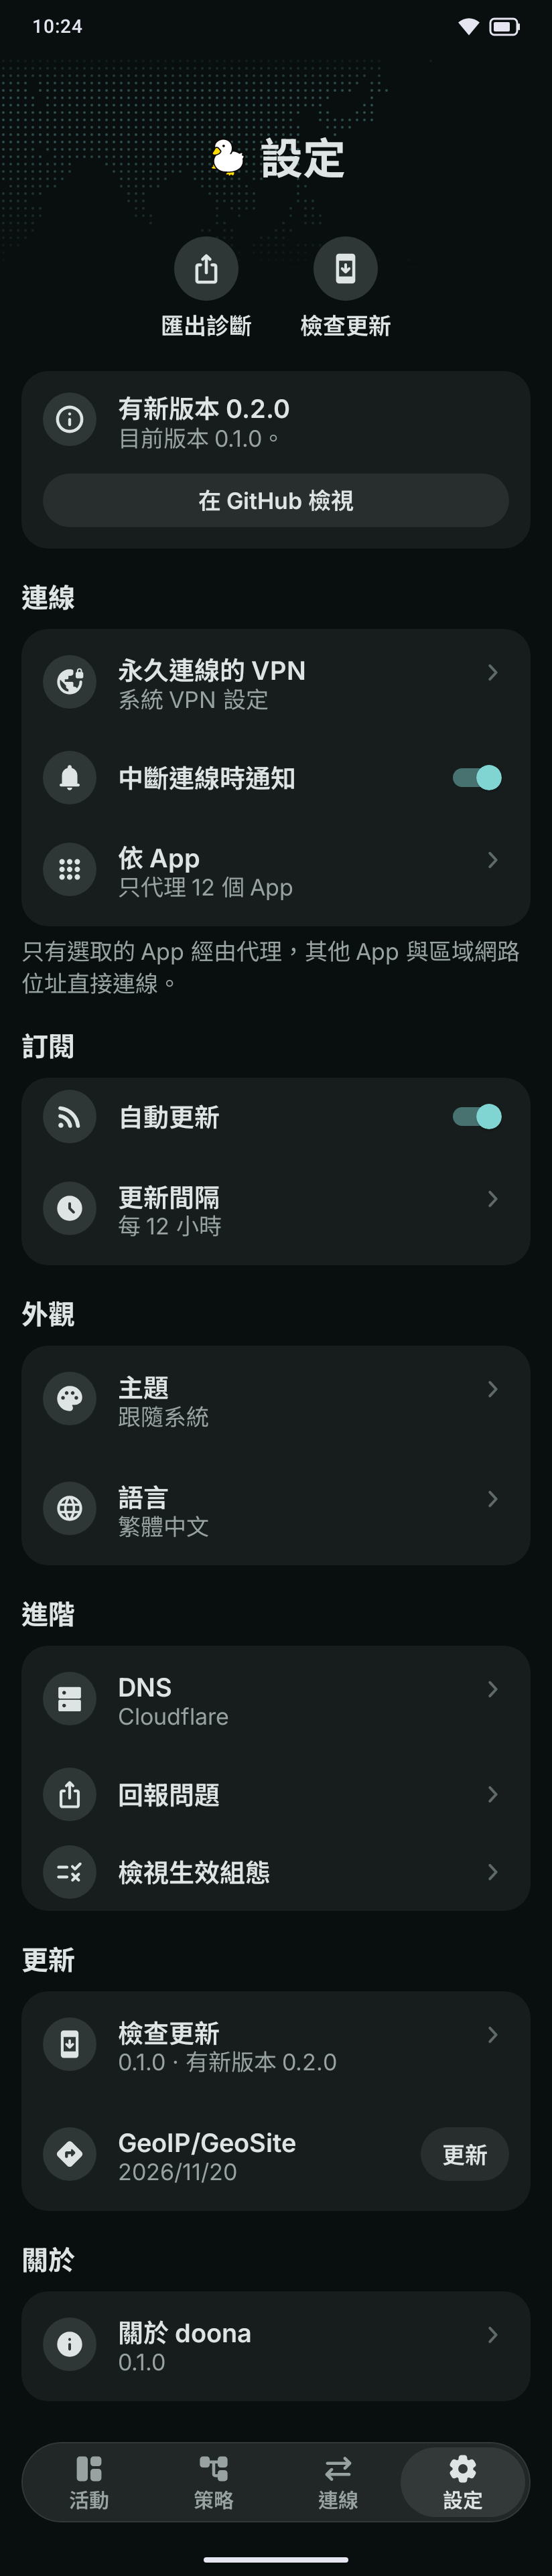 10:24
設定
匯出診斷
檢查更新
有新版本 0.2.0
目前版本 0.1.0。
在 GitHub 檢視
連線
永久連線的 VPN
系統 VPN 設定
中斷連線時通知
依 App
只代理 12 個 App
只有選取的 App 經由代理，其他 App 與區域網路
位址直接連線。
訂閱
自動更新
更新間隔
每 12 小時
外觀
主題
跟隨系統
語言
繁體中文
進階
DNS
Cloudflare
回報問題
檢視生效組態
更新
檢查更新
0.1.0 · 有新版本 0.2.0
GeoIP/GeoSite
2026/11/20
更新
關於
關於 doona
0.1.0
活動
策略
連線
設定